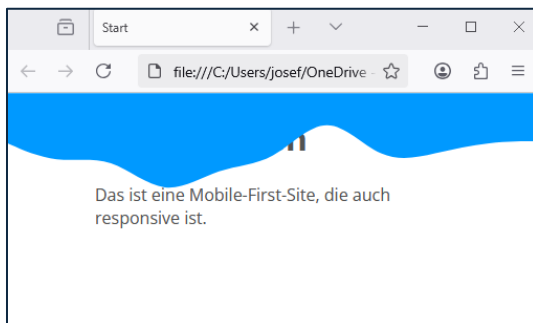 Start
file:///C:/Users/josef/OneDrive -
Das ist eine Mobile-First-Site, die auch
responsive ist.